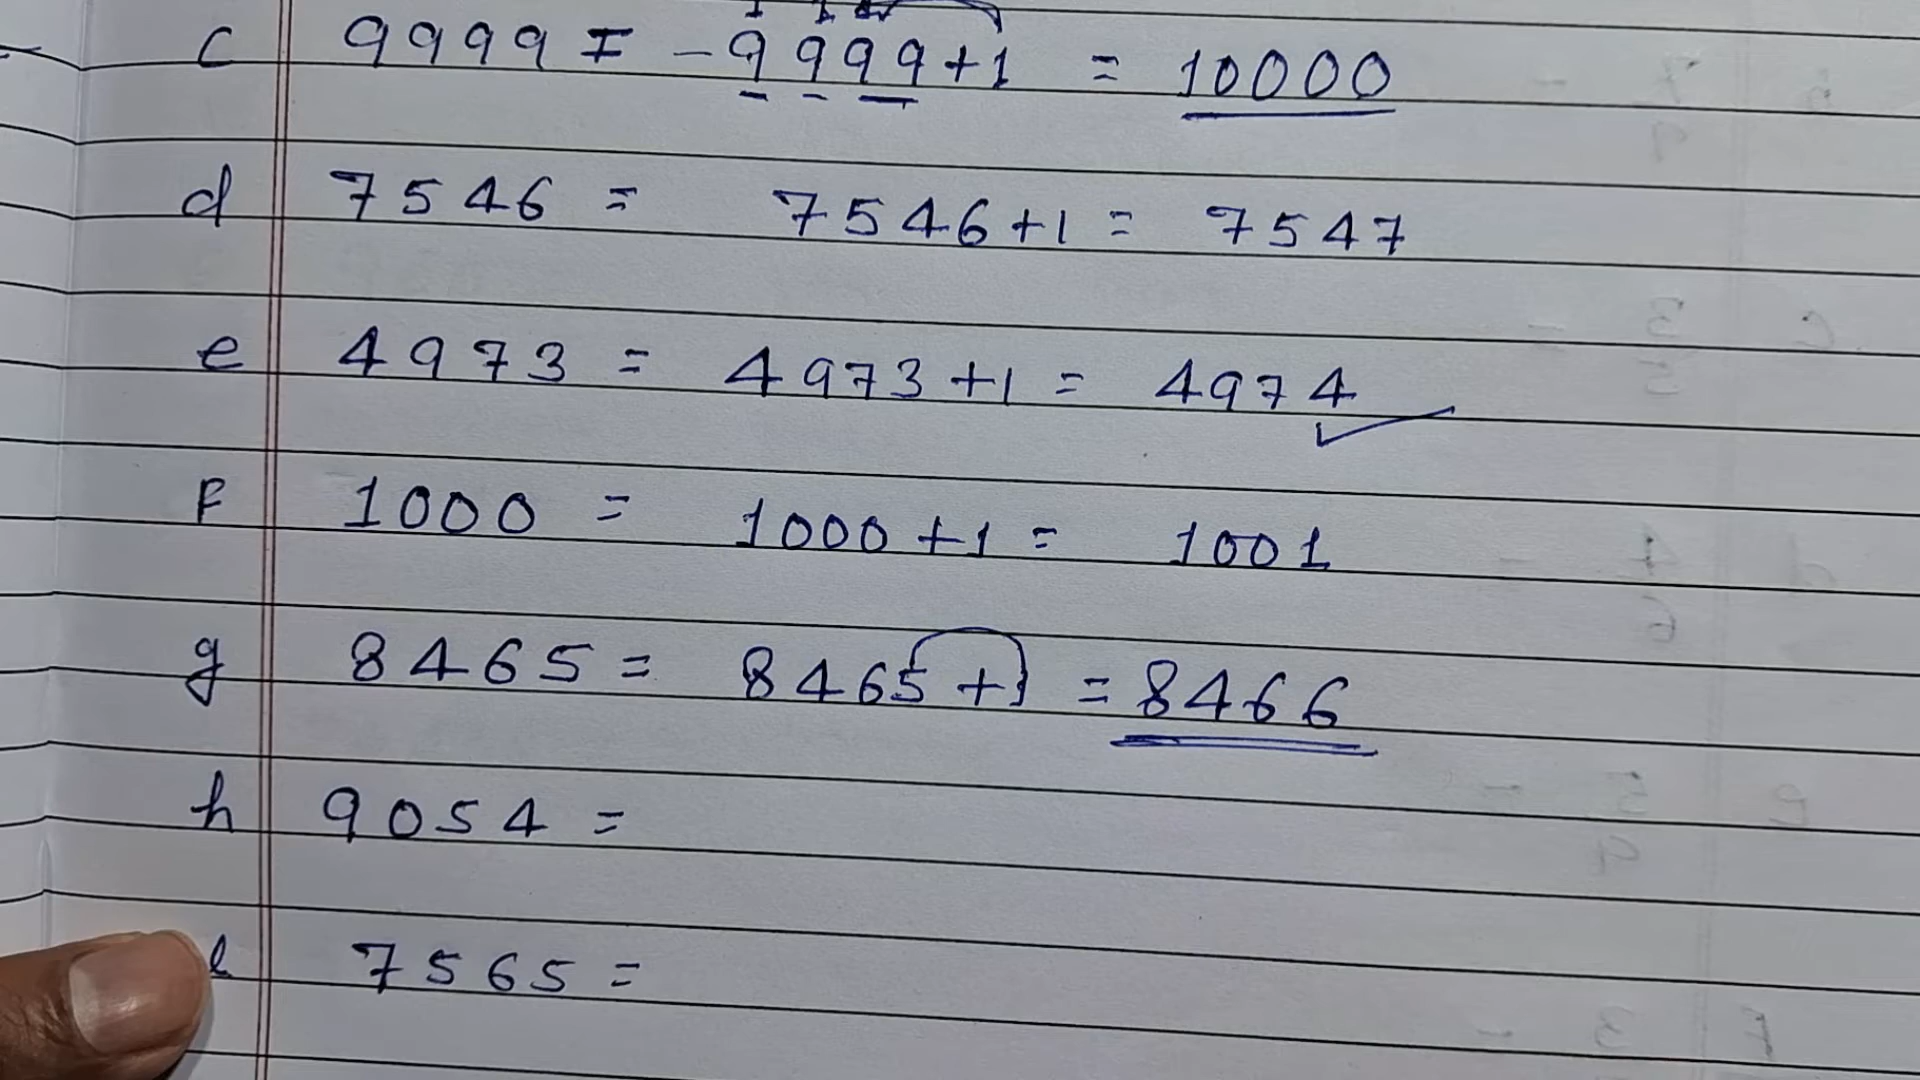 c 9999 = -9999+1 = 10000
d 7546 = 7546+1 = 7547
e 4973 = 4973+1 = 4974
F 1000 = 1000+1 = 1001
g 8465 = 8465+1 = 8466
h 9054 =
7565 =